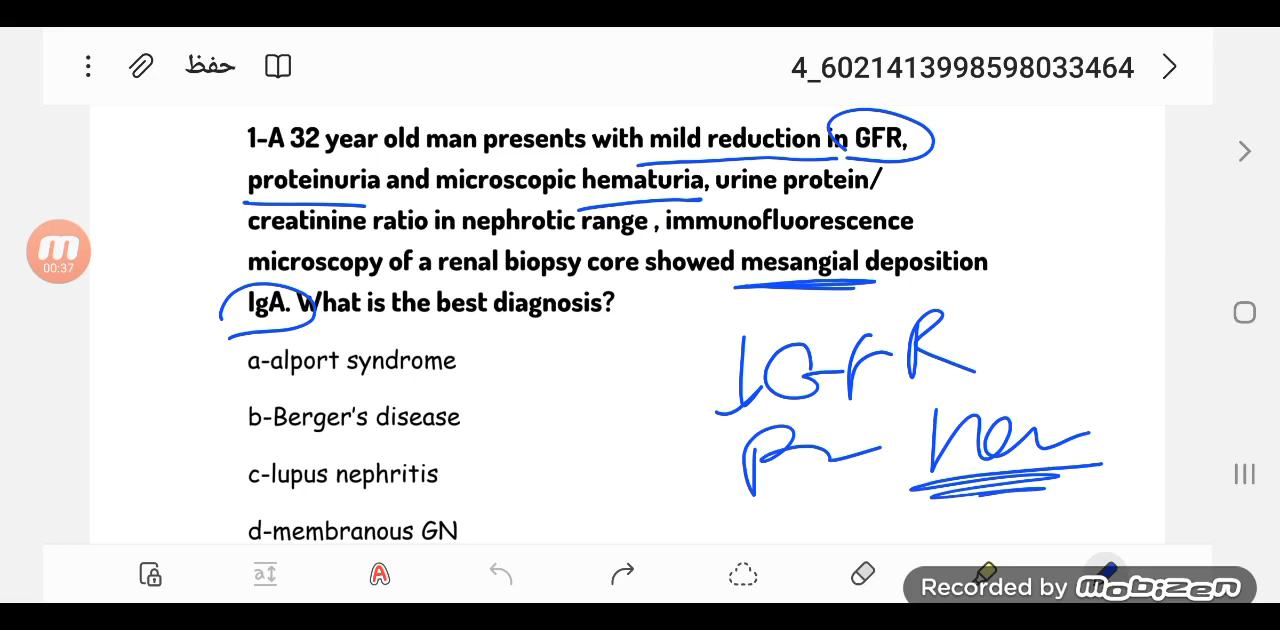 حفظ
4_6021413998598033464
1-A 32 year old man presents with mild reduction in GFR,
proteinuria and microscopic hematuria, urine protein/
creatinine ratio in nephrotic range , immunofluorescence
microscopy of a renal biopsy core showed mesangial deposition
IgA. What is the best diagnosis?
a-alport syndrome
b-Berger's disease
c-lupus nephritis
d-membranous GN
GFR
m
00:37
a
A
Recorded by mobizen